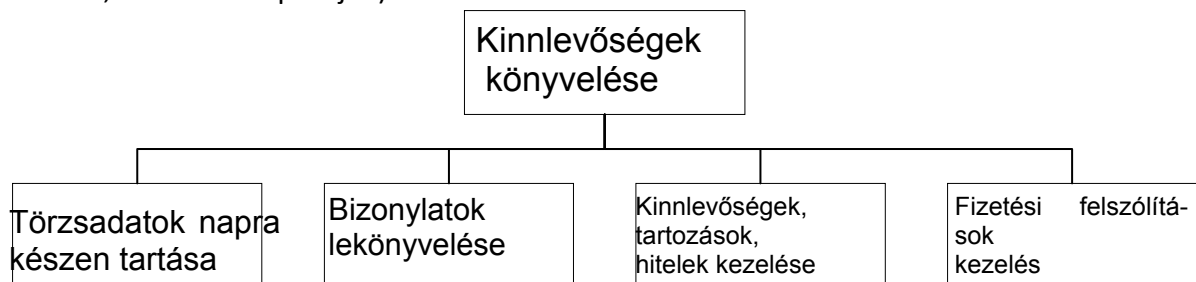 Kinnlevőségek
könyvelése
Törzsadatok napra
készen tartása
Bizonylatok
lekönyvelése
Kinnlevőségek,
tartozások,
hitelek kezelése
Fizetési felszólítá-
sok
kezelés